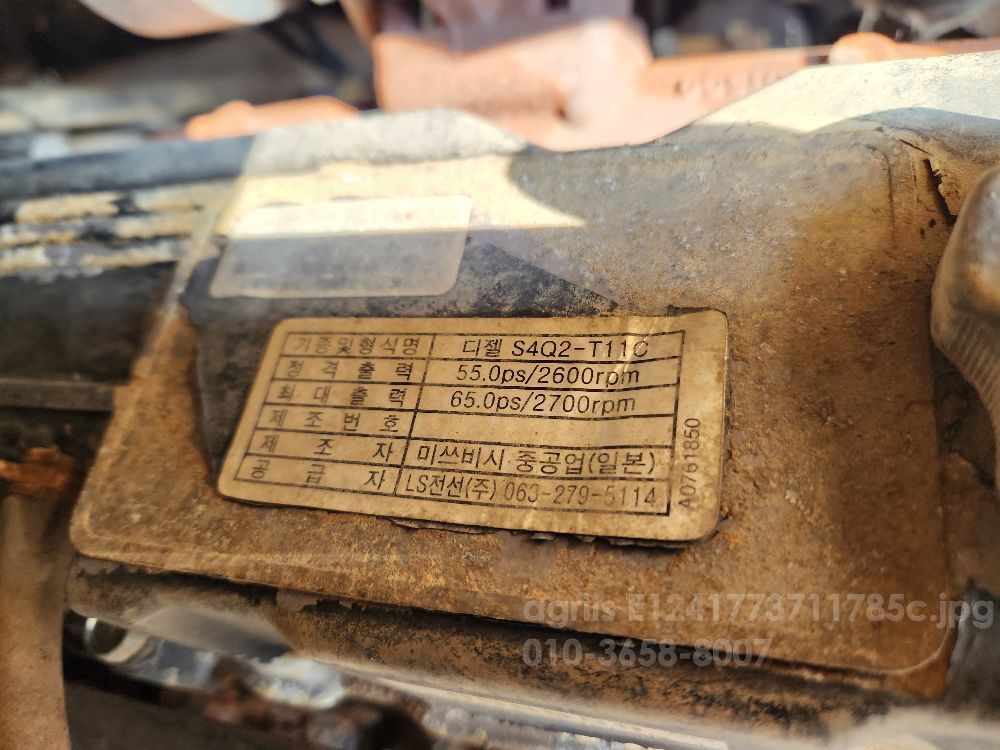 기종및형식명 디젤 S4Q2-T11C
정격출력 55.0ps/2600rpm
최대출력 65.0ps/2700rpm
제조번호
제조자 미쓰비시 중공업(일본)
공급자 LS전선(주) 063-279-5114
A0761850
agriis E1241773711785c.jpg
010-3658-8007